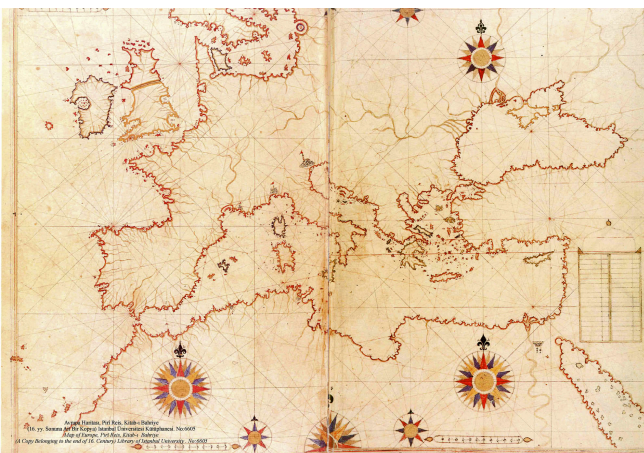 Avrupa Haritası, Piri Reis, Kitab-ı Bahriye
(16. yy. Sonuna Ait Bir Kopya) İstanbul Üniversitesi Kütüphanesi. No:6605
Map of Europe, Piri Reis, Kitab-ı Bahriye
(A Copy Belonging to the end of 16. Century) Library of Istanbul University. No:6605